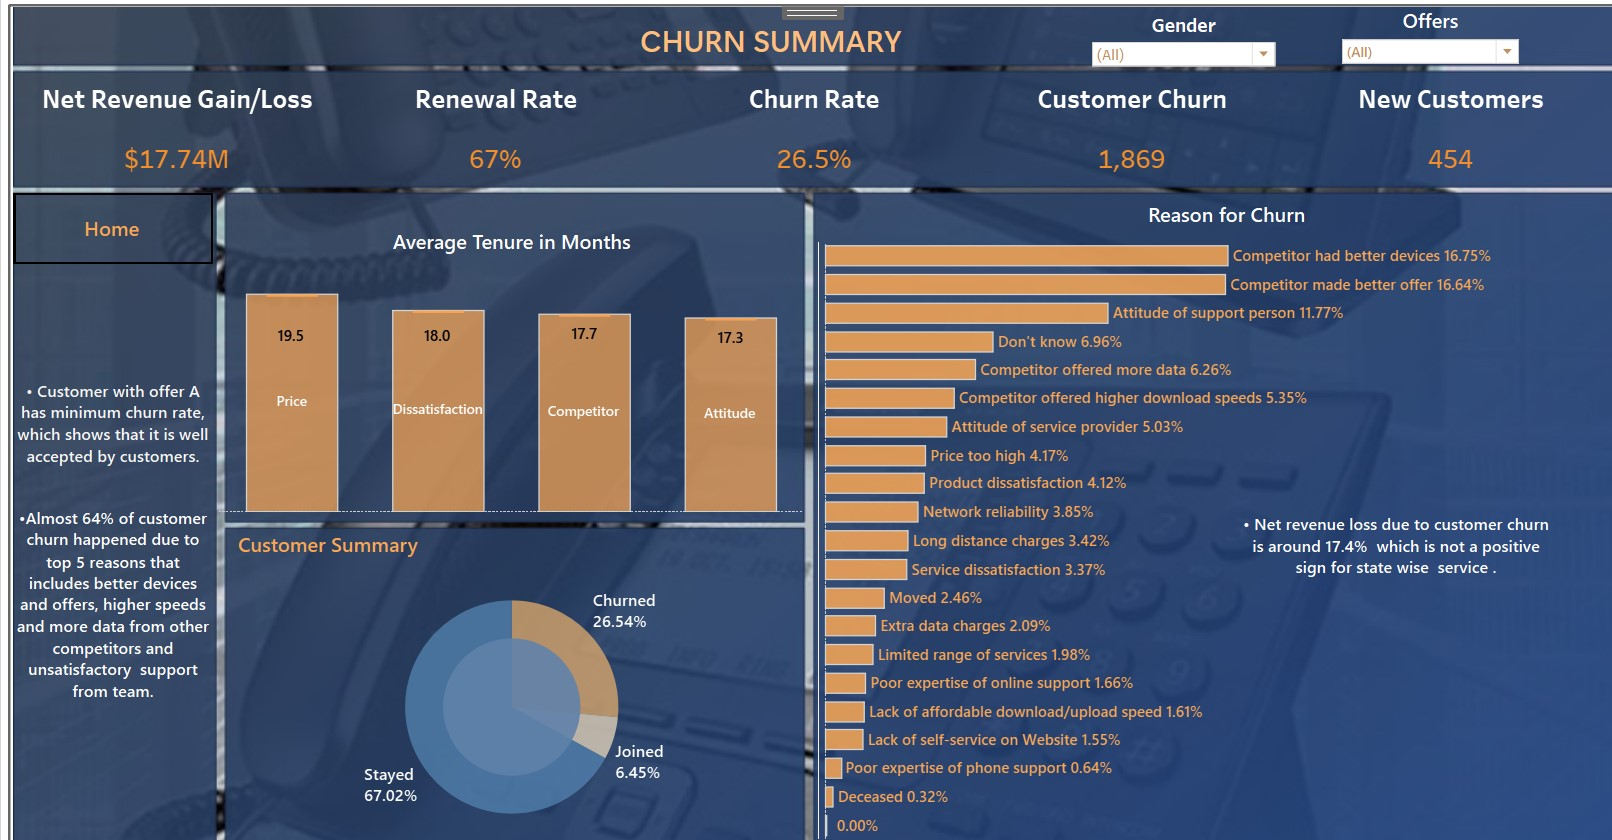 CHURN SUMMARY
Gender
(All)
Offers
(All)
Net Revenue Gain/Loss
$17.74M
Renewal Rate
67%
Churn Rate
26.5%
Customer Churn
1,869
New Customers
454
Home
• Customer with offer A
has minimum churn rate,
which shows that it is well
accepted by customers.
•Almost 64% of customer
churn happened due to
top 5 reasons that
includes better devices
and offers, higher speeds
and more data from other
competitors and
unsatisfactory support
from team.
Average Tenure in Months
19.5
Price
18.0
Dissatisfaction
17.7
Competitor
17.3
Attitude
Customer Summary
Churned
26.54%
Joined
6.45%
Stayed
67.02%
Reason for Churn
Competitor had better devices 16.75%
Competitor made better offer 16.64%
Attitude of support person 11.77%
Don't know 6.96%
Competitor offered more data 6.26%
Competitor offered higher download speeds 5.35%
Attitude of service provider 5.03%
Price too high 4.17%
Product dissatisfaction 4.12%
Network reliability 3.85%
Long distance charges 3.42%
Service dissatisfaction 3.37%
Moved 2.46%
Extra data charges 2.09%
Limited range of services 1.98%
Poor expertise of online support 1.66%
Lack of affordable download/upload speed 1.61%
Lack of self-service on Website 1.55%
Poor expertise of phone support 0.64%
Deceased 0.32%
0.00%
• Net revenue loss due to customer churn
is around 17.4% which is not a positive
sign for state wise service .